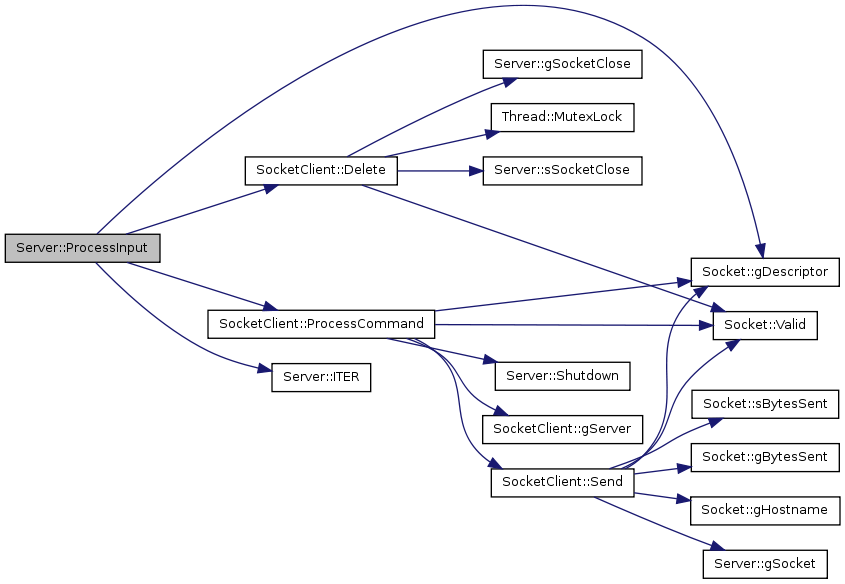 Server::gSocketClose
Thread::MutexLock
SocketClient::Delete
Server::sSocketClose
Server::ProcessInput
Socket::gDescriptor
SocketClient::ProcessCommand
Socket::Valid
Server::ITER
Server::Shutdown
Socket::sBytesSent
SocketClient::gServer
Socket::gBytesSent
SocketClient::Send
Socket::gHostname
Server::gSocket